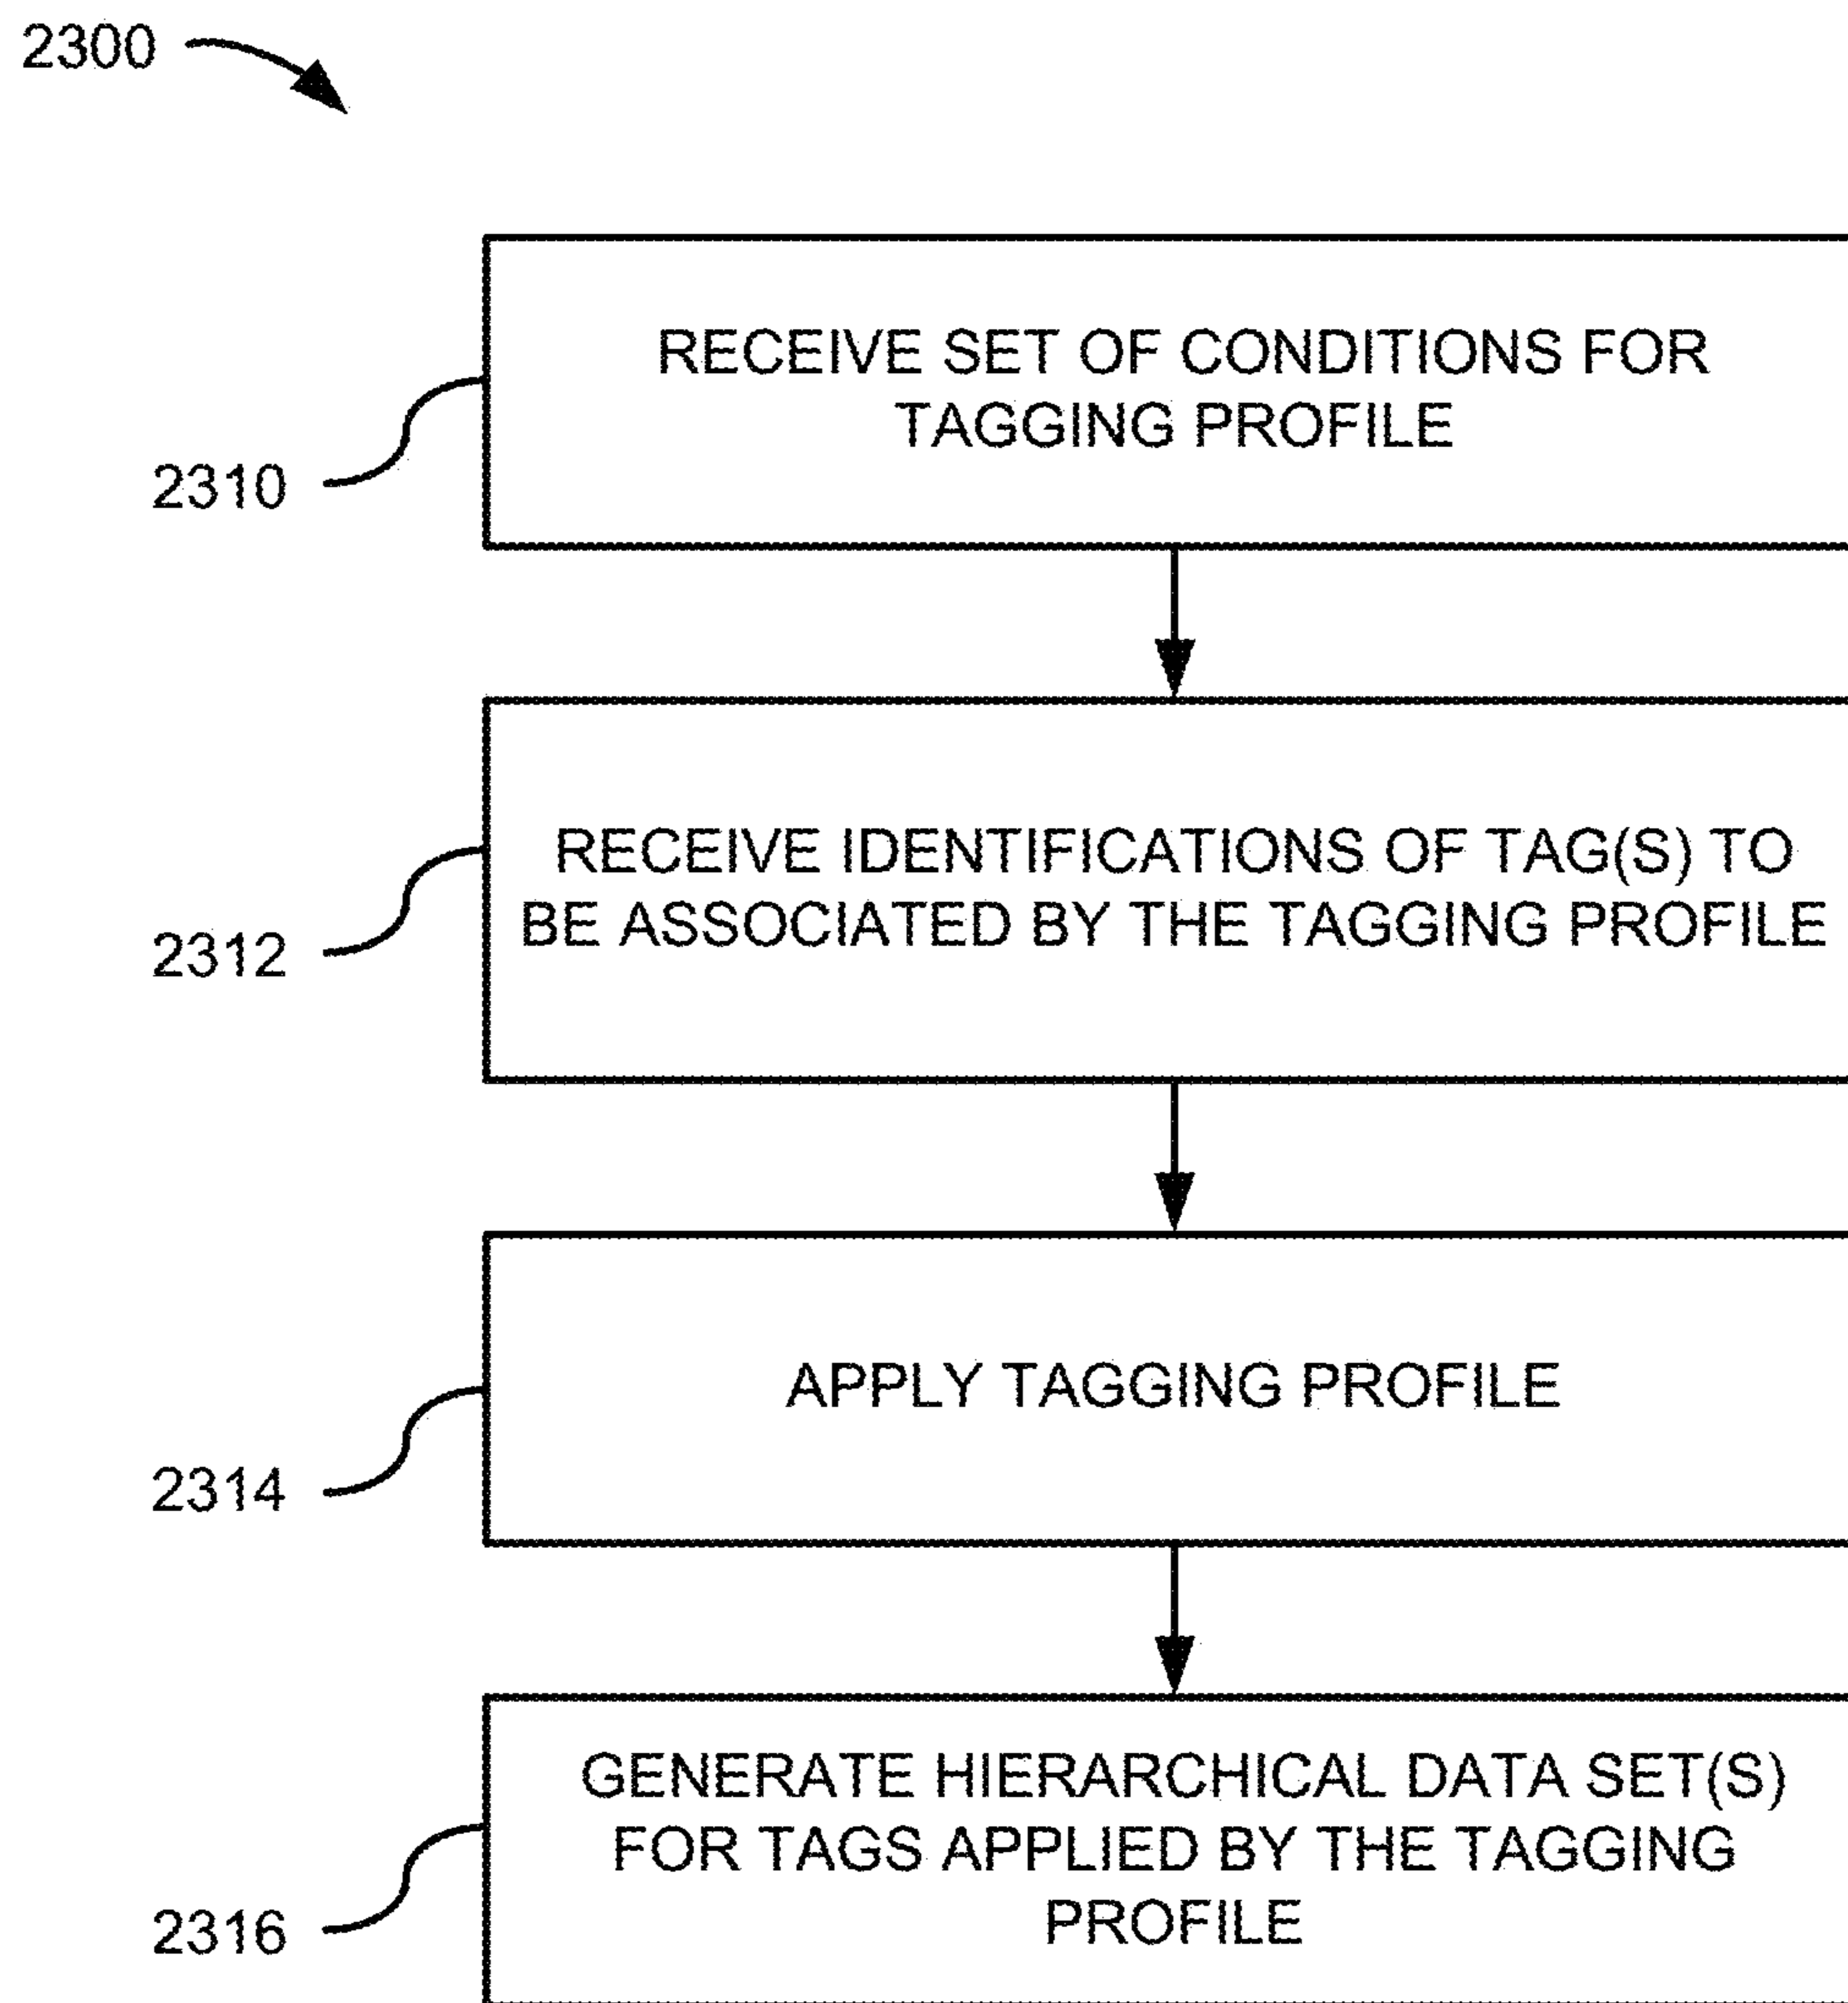 2300
RECEIVE SET OF CONDITIONS FOR
TAGGING PROFILE
2310
RECEIVE IDENTIFICATIONS OF TAG(S) TO
BE ASSOCIATED BY THE TAGGING PROFILE
2312
APPLY TAGGING PROFILE
2314
GENERATE HIERARCHICAL DATA SET(S)
FOR TAGS APPLIED BY THE TAGGING
PROFILE
2316